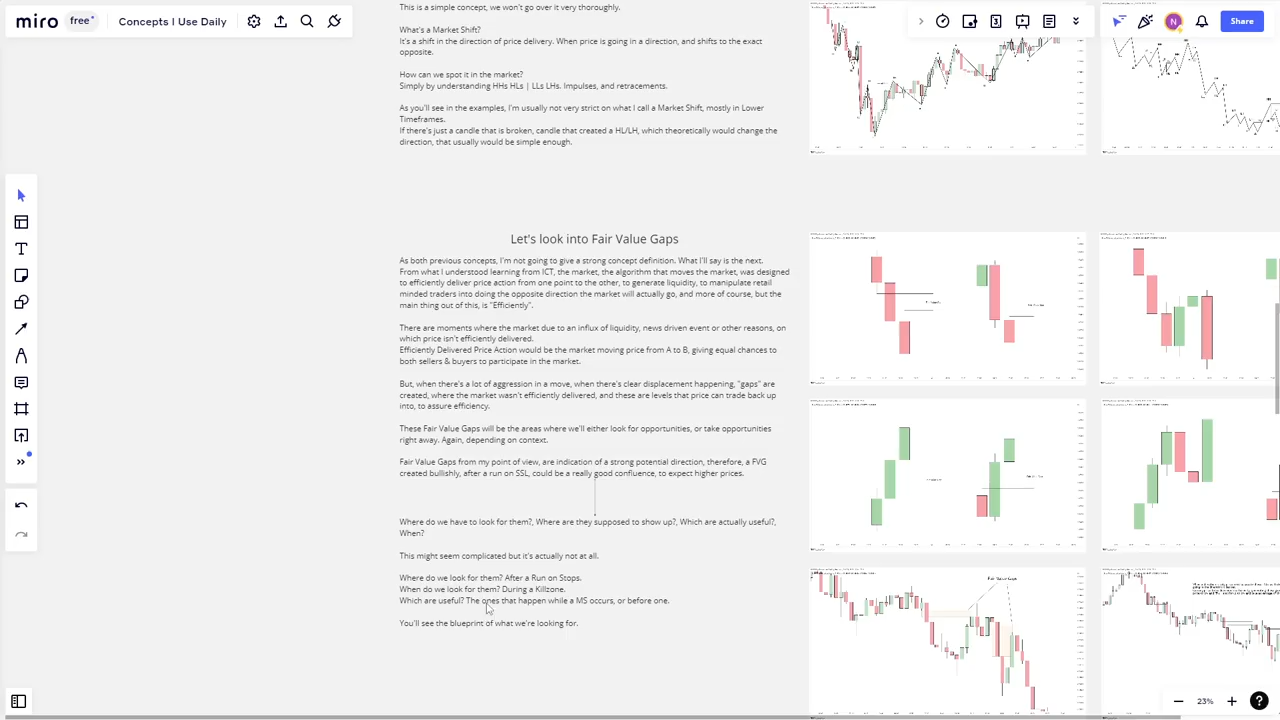 This is a simple concept, we won't go over it very thoroughly.
miro
free
Models I Use Daily
N
Share
What's a Market Shift?
It's a shift in the direction of price delivery. When price is going in a direction, and shifts to the exact
opposite.
How can we spot it in the market?
Simply by understanding HHs HLs | LLs LHs. Impulses, and retracements.
As you'll see in the examples, I'm usually not very strict on what I call a Market Shift, mostly in Lower
Timeframes.
If there's just a candle that is broken, candle that created a HL/LH, witch theoretically would change the
direction, that usually would be simple enough.
Let's look into Fair Value Gaps
As both previous concepts, I'm not going to give a strong concept definition. What I'll say is the next.
From what I understood learning from ICT, the market, the algorithm that moves the market, was designed
to efficiently deliver price action from one point to the other, to generate liquidity, to manipulate retail
minded traders into doing the opposite direction the market will actually go, and more of course, but the
main thing out of this, is "Efficiently".
There are moments where the market due to an influx of liquidity, news driven event or other reasons, on
which price isn't efficiently delivered.
Efficiently Delivered Price Action would be the market moving price from A to B, giving equal chances to
both sellers & buyers to participate in the market.
But, when there's a lot of aggression in a move, when there's clear displacement happening, "gaps" are
created, where the market wasn't efficiently delivered, and these are levels that price can trade back up
into, to assure efficiency.
These Fair Value Gaps will be the areas where we'll either look for opportunities, or take opportunities
right away. Again, depending on context.
Fair Value Gaps from my point of view, are a creation of a strong potential direction, therefore, a FVG
created bullishly, after a run on SSL, could be a really good confluence to expect higher prices.
Where do we have to look for them?, Where are they supposed to show up?, Which are actually useful?,
When?
This might seem complicated but it's actually not at all.
Where do we look for them? After a Run on Stops.
When do we look for them? During a Killzone.
Which are useful? The ones that happen while a MS occurs, or besides one.
You'll see the blueprint of what we're looking for.
Fair Value Gaps
23%